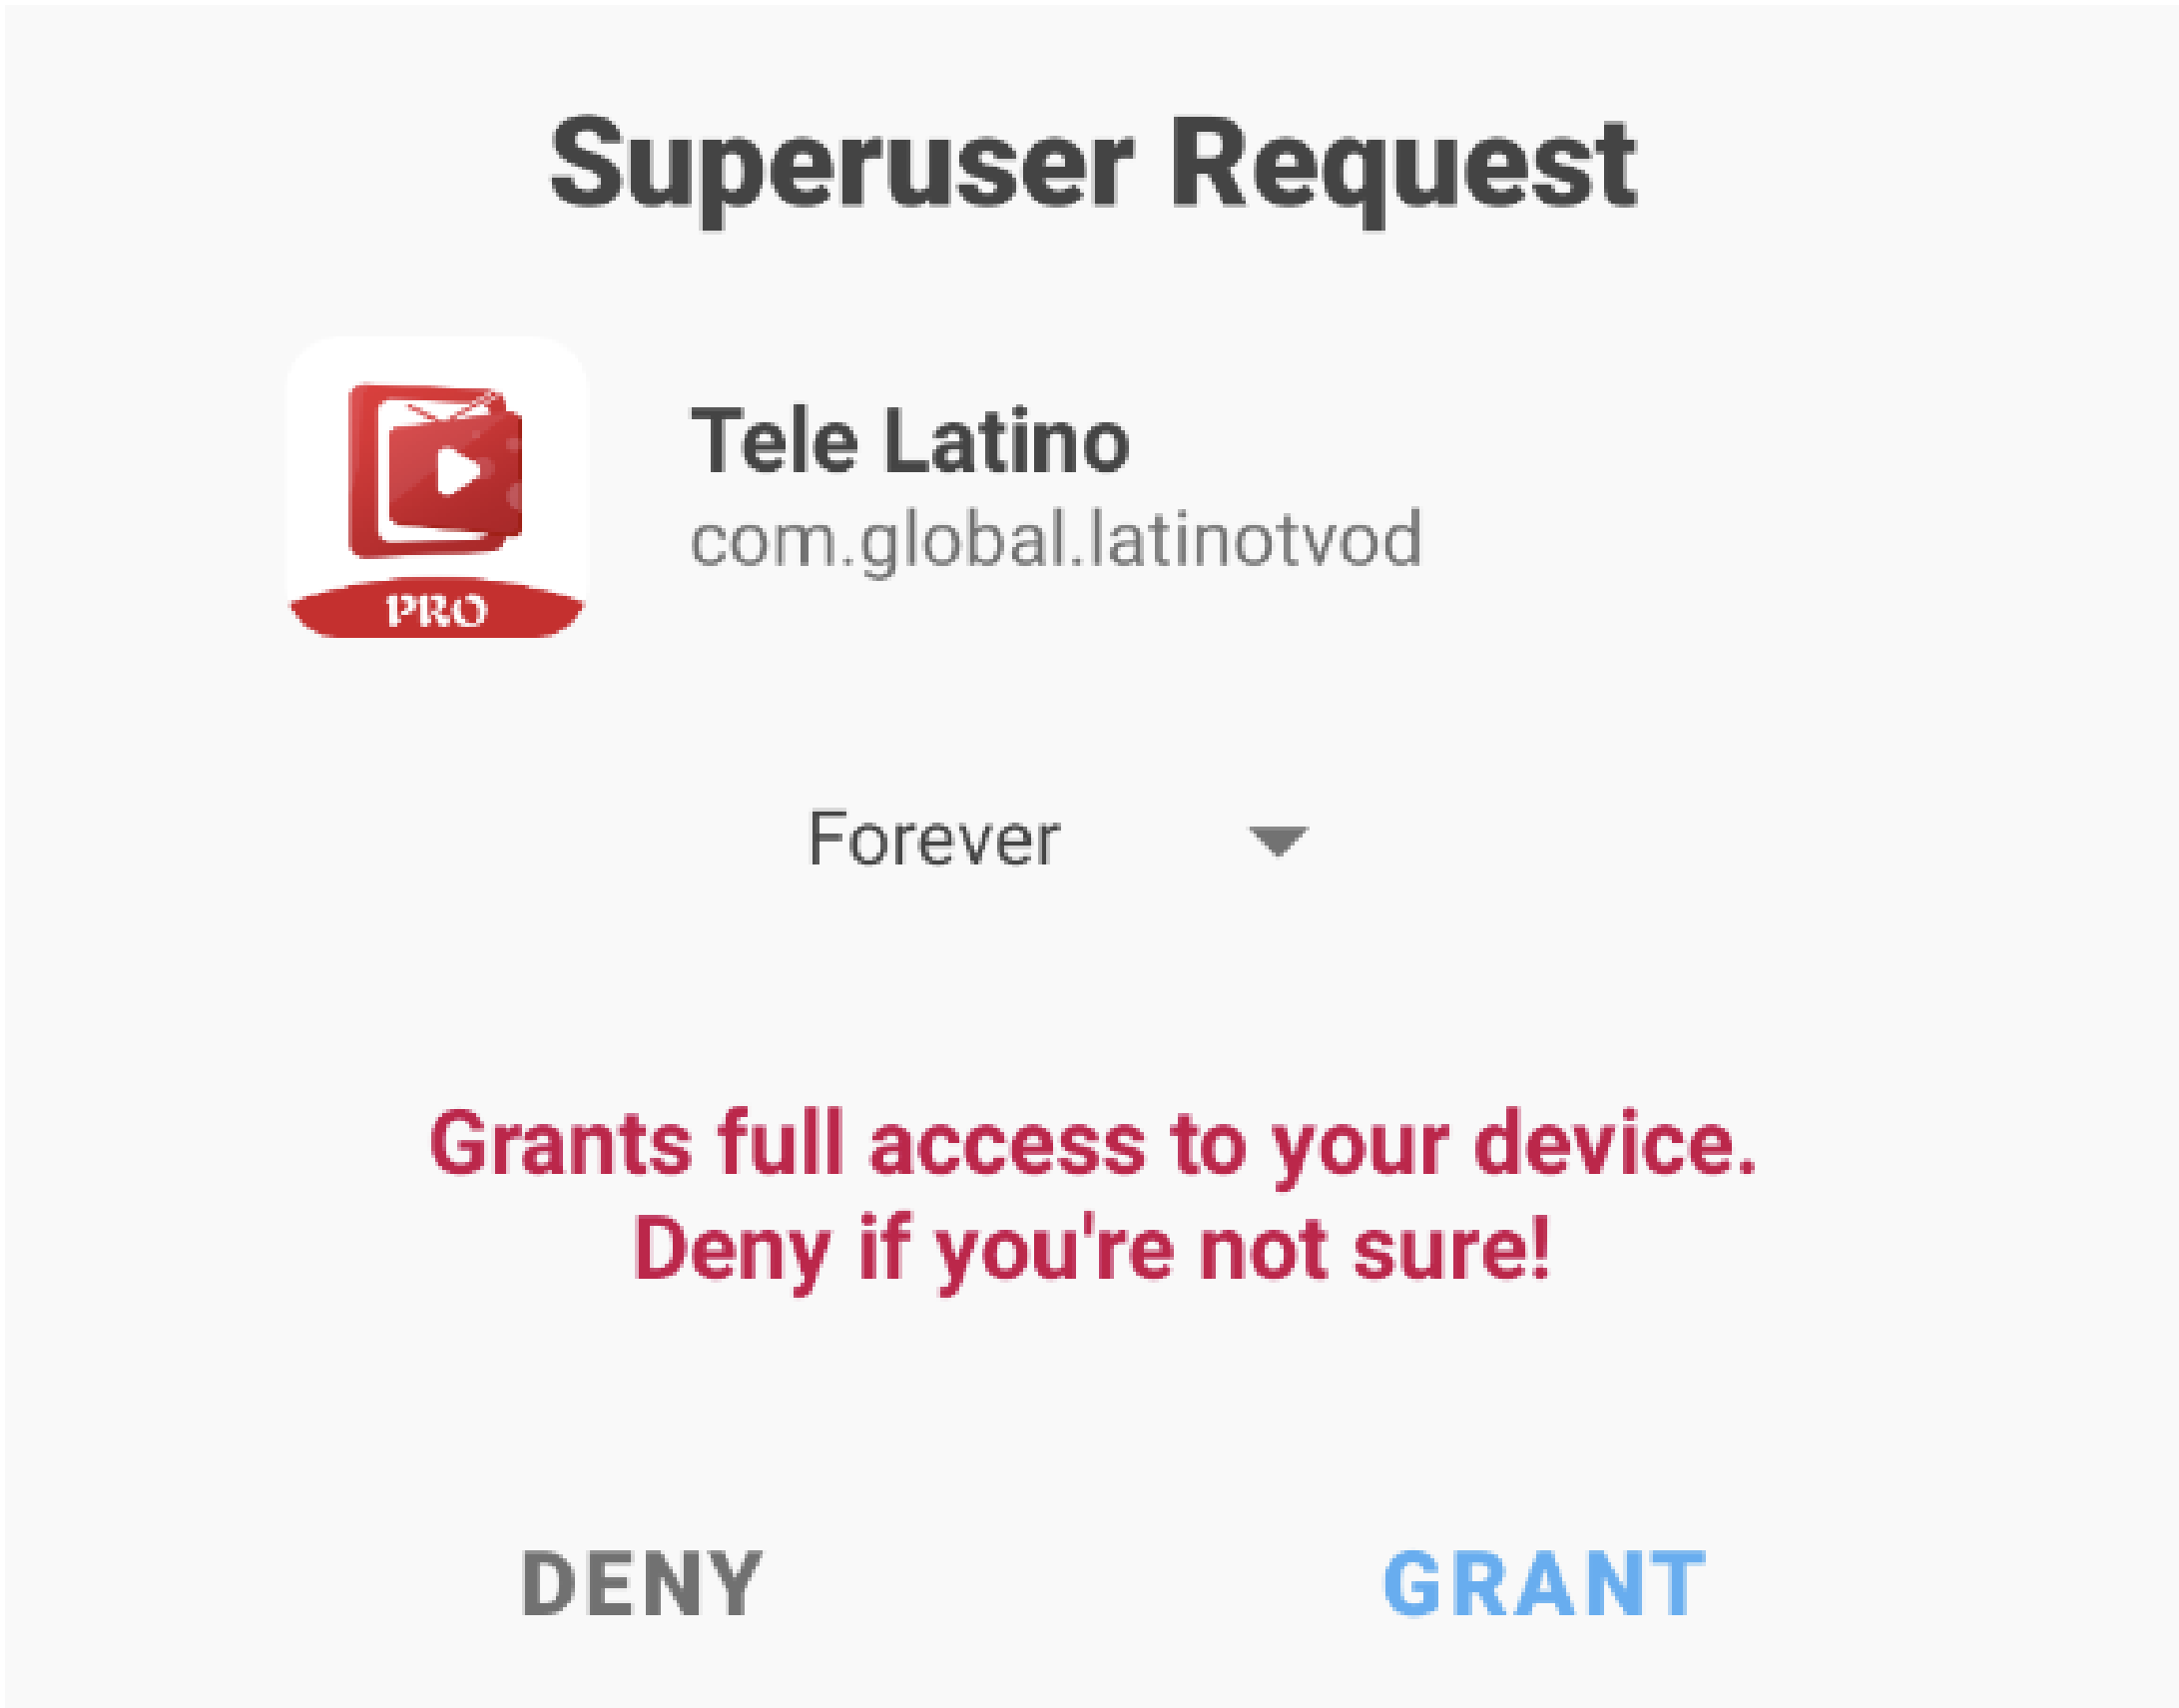 Superuser Request
Tele Latino
com.global.latinotvod
PRO
Forever
Grants full access to your device.
Deny if you're not sure!
DENY
GRANT